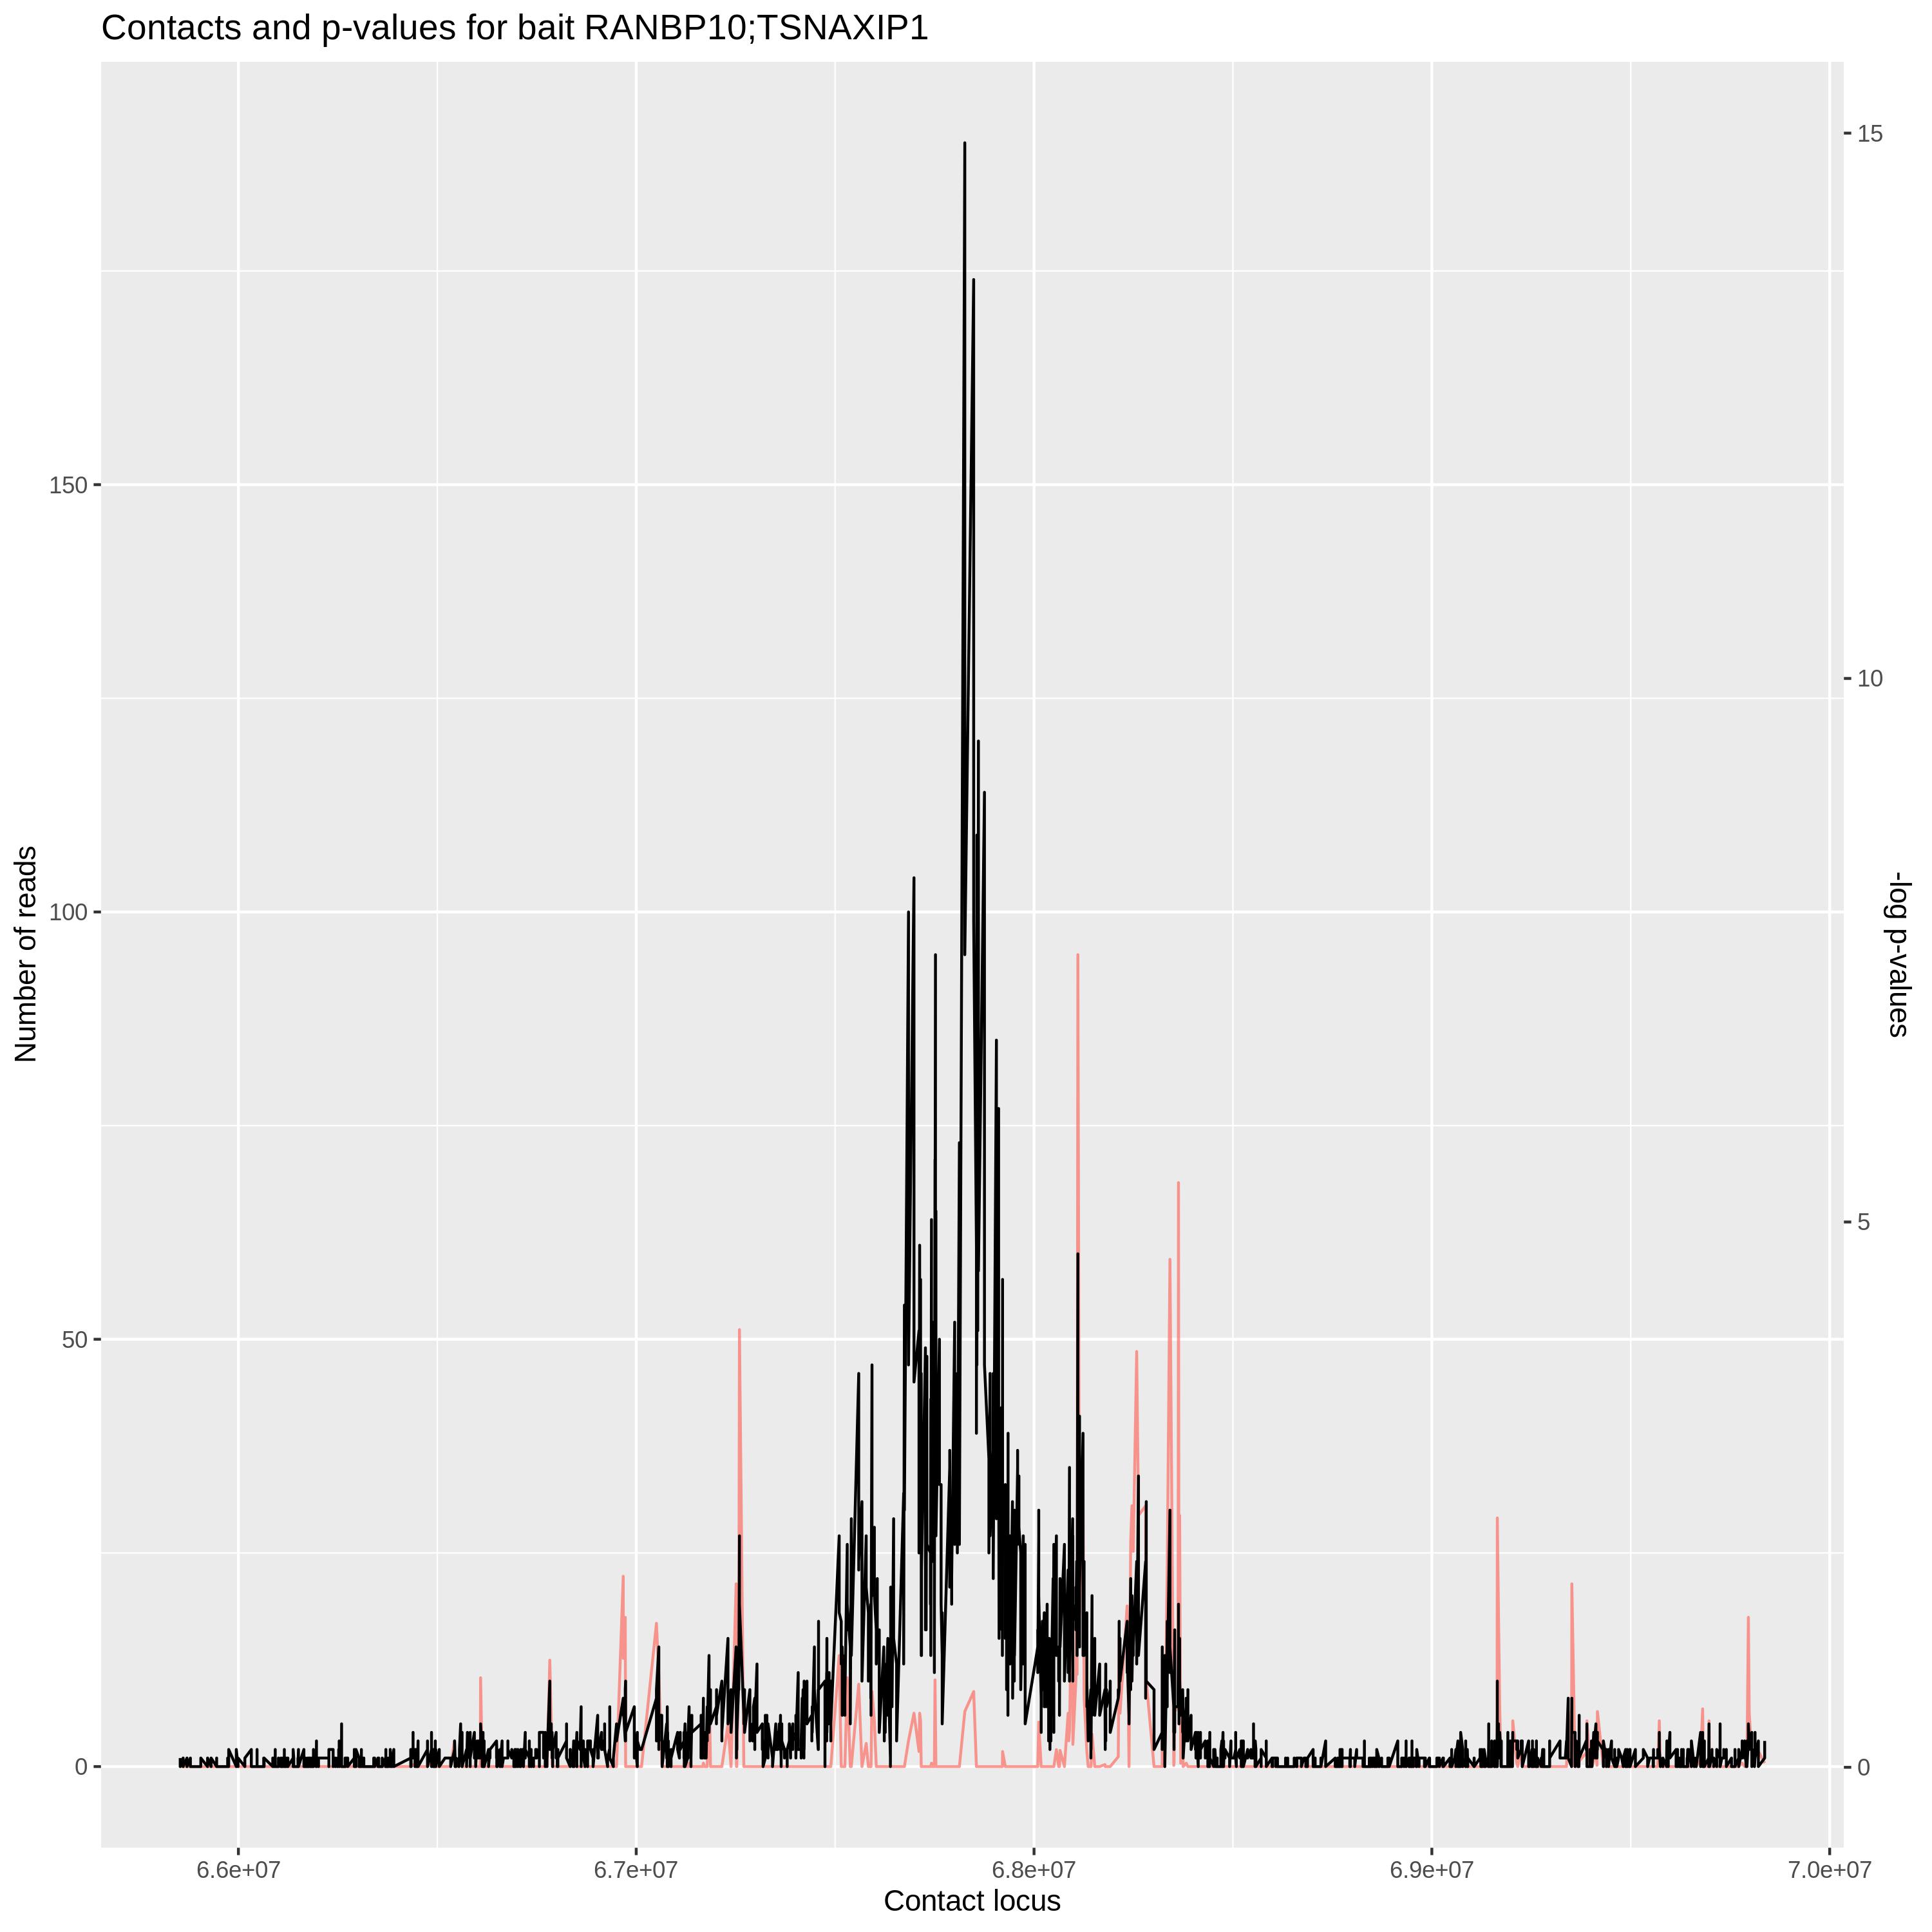 Contacts and p-values for bait RANBP10;TSNAXIP1
15
150
10
100
Number of reads
-log p-values
5
50
0
0
6.6e+07
6.7e+07
6.8e+07
6.9e+07
7.0e+07
Contact locus